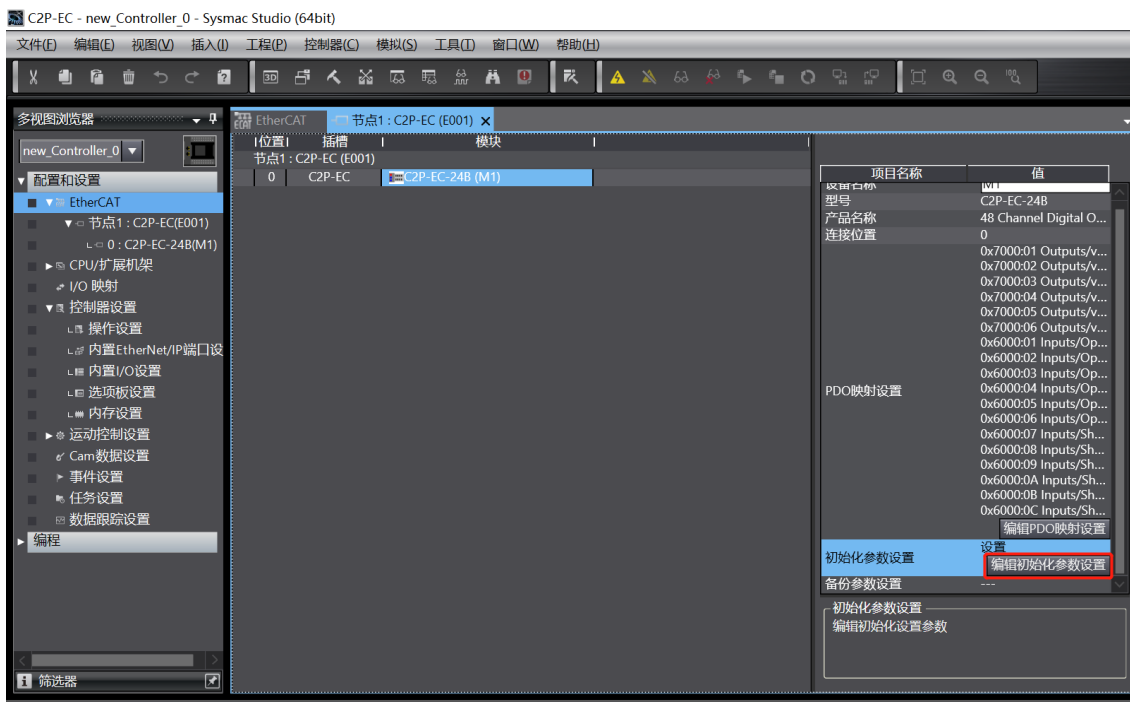 C2P-EC - new_Controller_0 - Sysmac Studio (64bit)
文件(F) 编辑(E) 视图(V) 插入(I) 工程(P) 控制器(C) 模拟(S) 工具(T) 窗口(W) 帮助(H)
多视图浏览器
new_Controller_0
配置和设置
EtherCAT
节点1 : C2P-EC(E001)
0 : C2P-EC-24B(M1)
CPU/扩展机架
I/O 映射
控制器设置
操作设置
内置EtherNet/IP端口设
内置I/O设置
选项板设置
内存设置
运动控制设置
Cam数据设置
事件设置
任务设置
数据跟踪设置
编程
筛选器
EtherCAT 节点1 : C2P-EC (E001)
位置 插槽 模块
节点1 : C2P-EC (E001)
0 C2P-EC C2P-EC-24B (M1)
项目名称 值
设备名称 M1
型号 C2P-EC-24B
产品名称 48 Channel Digital O...
连接位置 0
PDO映射设置
0x7000:01 Outputs/v...
0x7000:02 Outputs/v...
0x7000:03 Outputs/v...
0x7000:04 Outputs/v...
0x7000:05 Outputs/v...
0x7000:06 Outputs/v...
0x6000:01 Inputs/Op...
0x6000:02 Inputs/Op...
0x6000:03 Inputs/Op...
0x6000:04 Inputs/Op...
0x6000:05 Inputs/Op...
0x6000:06 Inputs/Op...
0x6000:07 Inputs/Sh...
0x6000:08 Inputs/Sh...
0x6000:09 Inputs/Sh...
0x6000:0A Inputs/Sh...
0x6000:0B Inputs/Sh...
0x6000:0C Inputs/Sh...
编辑PDO映射设置
初始化参数设置 设置
编辑初始化参数设置
备份参数设置 ---
初始化参数设置
编辑初始化设置参数